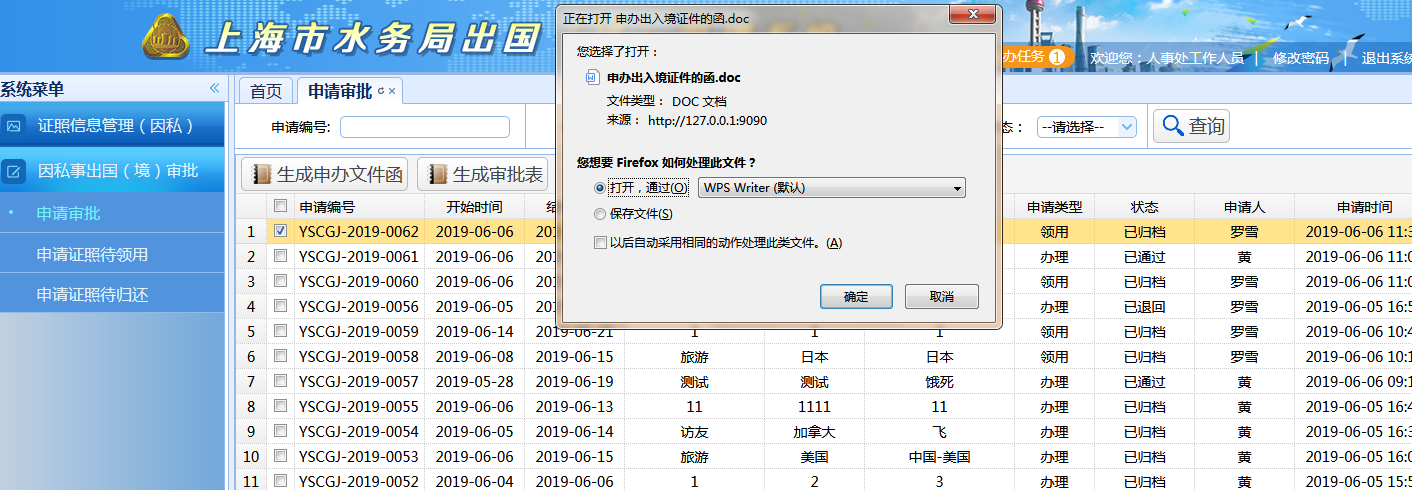 上海市水务局出国
办任务 1 欢迎您：人事处工作人员 | 修改密码 | 退出系统
系统菜单 «
证照信息管理（因私）
因私事出国（境）审批
申请审批
申请证照待领用
申请证照待归还
首页 申请审批
申请编号: 态： --请选择-- 查询
生成申办文件函 生成审批表
正在打开 申办出入境证件的函.doc
您选择了打开：
申办出入境证件的函.doc
文件类型： DOC 文档
来源： http://127.0.0.1:9090
您想要 Firefox 如何处理此文件？
打开，通过(O) WPS Writer (默认)
保存文件(S)
以后自动采用相同的动作处理此类文件。(A)
确定 取消
申请编号 开始时间 结 申请类型 状态 申请人 申请时间
1 YSCGJ-2019-0062 2019-06-06 201 领用 已归档 罗雪 2019-06-06 11:3
2 YSCGJ-2019-0061 2019-06-06 201 办理 已通过 黄 2019-06-06 11:0
3 YSCGJ-2019-0060 2019-06-06 201 领用 已归档 罗雪 2019-06-06 11:0
4 YSCGJ-2019-0056 2019-06-05 201 办理 已退回 罗雪 2019-06-05 16:5
5 YSCGJ-2019-0059 2019-06-14 2019-06-21 1 1 1 领用 已归档 罗雪 2019-06-06 10:4
6 YSCGJ-2019-0058 2019-06-08 2019-06-15 旅游 日本 日本 领用 已归档 罗雪 2019-06-06 10:1
7 YSCGJ-2019-0057 2019-05-28 2019-06-19 测试 测试 饿死 办理 已通过 黄 2019-06-06 09:1
8 YSCGJ-2019-0055 2019-06-06 2019-06-13 11 1111 11 办理 已归档 黄 2019-06-05 16:4
9 YSCGJ-2019-0054 2019-06-05 2019-06-14 访友 加拿大 飞 办理 已归档 黄 2019-06-05 16:3
10 YSCGJ-2019-0053 2019-06-06 2019-06-15 旅游 美国 中国-美国 办理 已归档 黄 2019-06-05 16:0
11 YSCGJ-2019-0052 2019-06-04 2019-06-06 1 2 3 办理 已归档 黄 2019-06-05 15:5